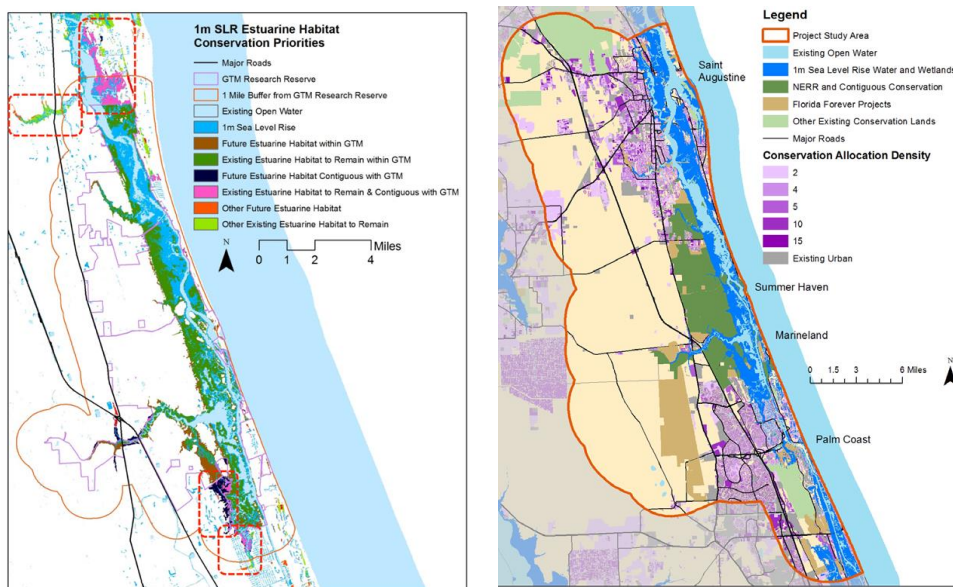 1m SLR Estuarine Habitat
Conservation Priorities
Major Roads
GTM Research Reserve
1 Mile Buffer from GTM Research Reserve
Existing Open Water
1m Sea Level Rise
Future Estuarine Habitat within GTM
Existing Estuarine Habitat to Remain within GTM
Future Estuarine Habitat Contiguous with GTM
Existing Estuarine Habitat to Remain & Contiguous with GTM
Other Future Estuarine Habitat
Other Existing Estuarine Habitat to Remain
N
Miles
0 1 2 4
Legend
Project Study Area
Existing Open Water
1m Sea Level Rise Water and Wetlands
NERR and Contiguous Conservation
Florida Forever Projects
Other Existing Conservation Lands
Major Roads
Conservation Allocation Density
2
4
5
10
15
Existing Urban
Saint
Augustine
Summer Haven
Marineland
Palm Coast
0 1.5 3 6 Miles
N